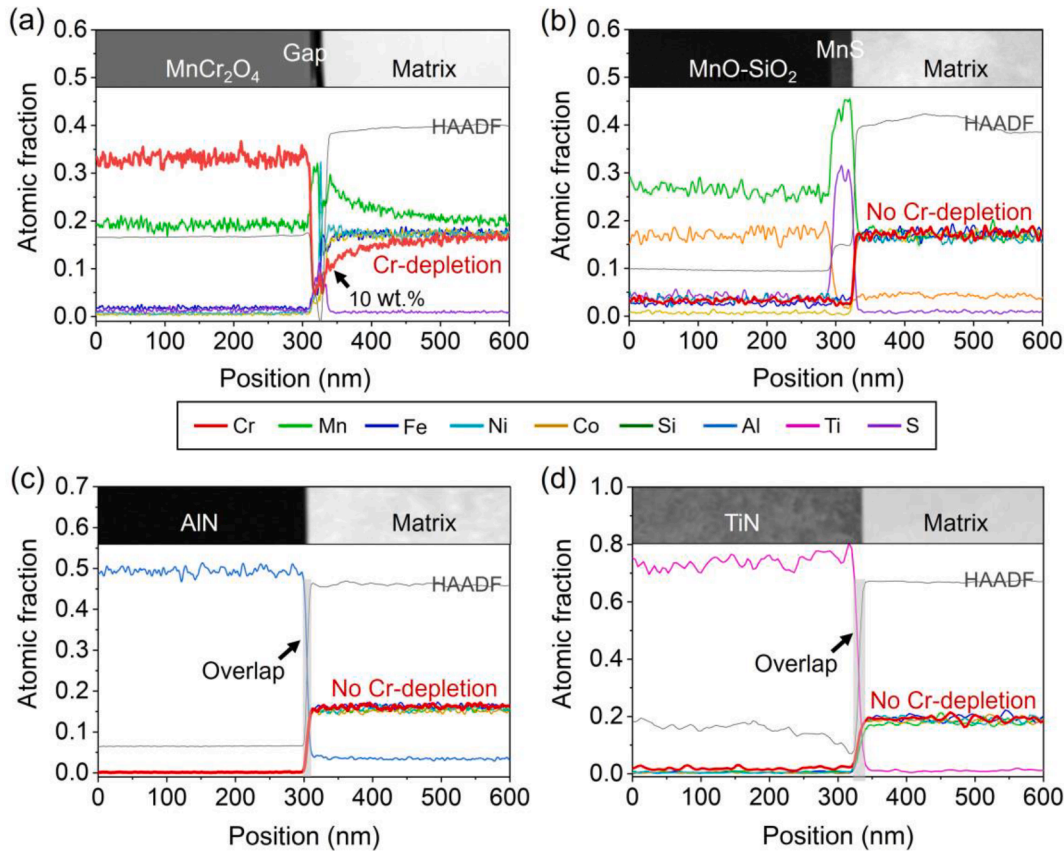 (a)
0.6
0.5
0.4
0.3
0.2
0.1
0.0
Atomic fraction
MnCr₂O₄
Gap
Matrix
HAADF
Cr-depletion
10 wt.%
0 100 200 300 400 500 600
Position (nm)
(b)
0.6
0.5
0.4
0.3
0.2
0.1
0.0
Atomic fraction
MnO-SiO₂
MnS
Matrix
HAADF
No Cr-depletion
0 100 200 300 400 500 600
Position (nm)
Cr Mn Fe Ni Co Si Al Ti S
(c)
0.7
0.6
0.5
0.4
0.3
0.2
0.1
0.0
Atomic fraction
AlN
Matrix
HAADF
Overlap
No Cr-depletion
0 100 200 300 400 500 600
Position (nm)
(d)
1.0
0.8
0.6
0.4
0.2
0.0
Atomic fraction
TiN
Matrix
HAADF
Overlap
No Cr-depletion
0 100 200 300 400 500 600
Position (nm)